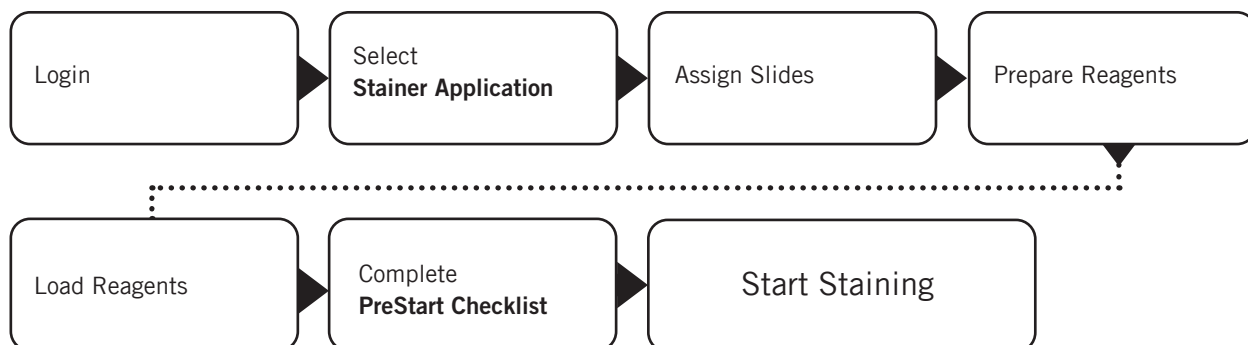 Login
Select
Stainer Application
Assign Slides
Prepare Reagents
Load Reagents
Complete
PreStart Checklist
Start Staining